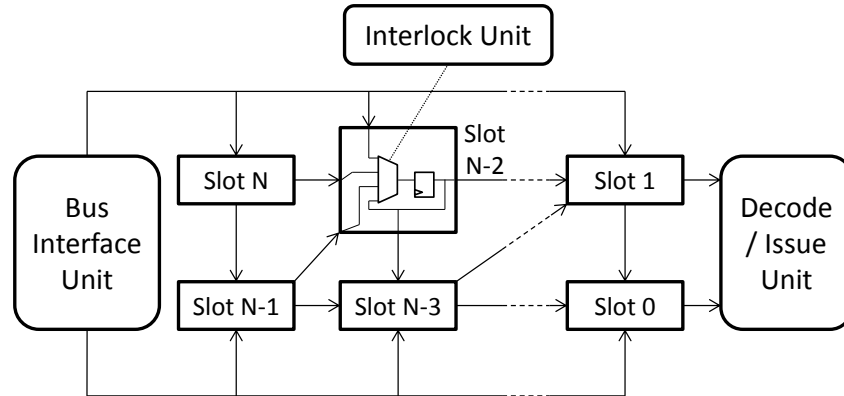 Interlock Unit
Bus
Interface
Unit
Slot N
Slot
N-2
Slot 1
Decode
/ Issue
Unit
Slot N-1
Slot N-3
Slot 0